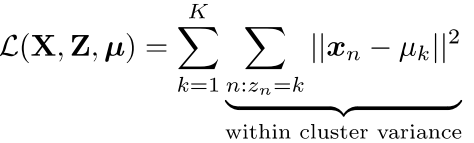 ℒ(𝐗, 𝐙, 𝝁) = ∑_{k=1}^{K} ∑_{n:z_n=k} ||𝒙_n − μ_k||²
within cluster variance